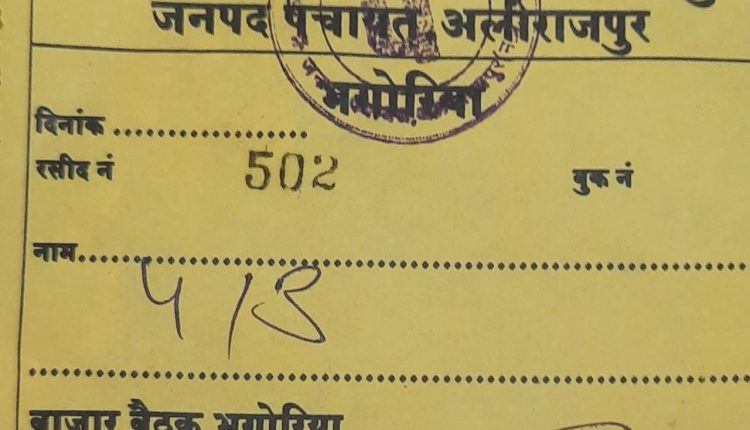 जनपद पंचायत, अलीराजपुर
भगोरिया
दिनांक ..................
रसीद नं 502 बुक नं
नाम..................................................................
4/3
..................................................................
बाजार बैठक भगोरिया